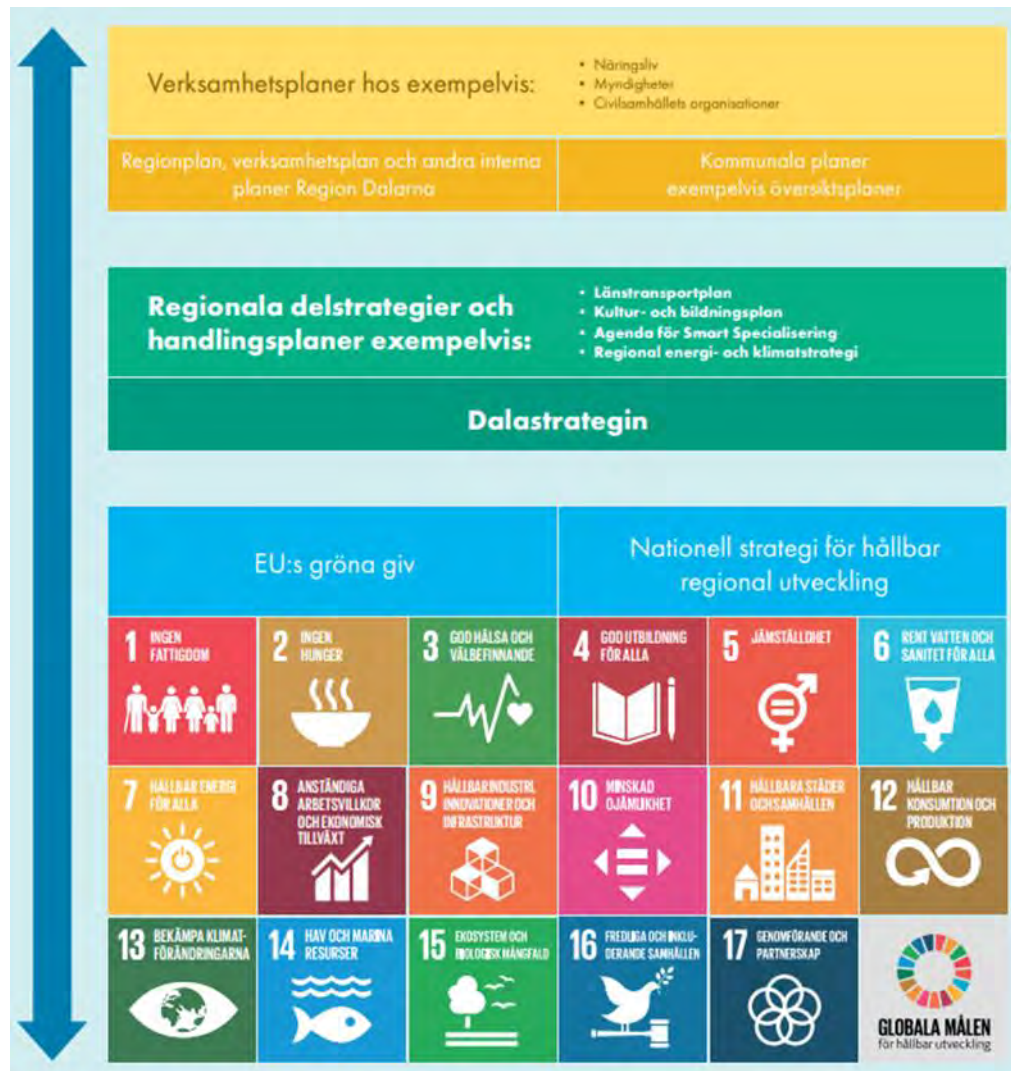 Verksamhetsplaner hos exempelvis:
• Näringsliv
• Myndigheter
• Civilsamhällets organisationer
Regionplan, verksamhetsplan och andra interna
planer Region Dalarna
Kommunala planer
exempelvis översiktsplaner
Regionala delstrategier och
handlingsplaner exempelvis:
• Länstransportplan
• Kultur- och bildningsplan
• Agenda för Smart Specialisering
• Regional energi- och klimatstrategi
Dalastrategin
EU:s gröna giv
Nationell strategi för hållbar
regional utveckling
1 INGEN
FATTIGDOM
2 INGEN
HUNGER
3 GOD HÄLSA OCH
VÄLBEFINNANDE
4 GOD UTBILDNING
FÖR ALLA
5 JÄMSTÄLLDHET
6 RENT VATTEN OCH
SANITET FÖR ALLA
7 HÅLLBAR ENERGI
FÖR ALLA
8 ANSTÄNDIGA
ARBETSVILLKOR
OCH EKONOMISK
TILLVÄXT
9 HÅLLBAR INDUSTRI,
INNOVATIONER OCH
INFRASTRUKTUR
10 MINSKAD
OJÄMLIKHET
11 HÅLLBARA STÄDER
OCH SAMHÄLLEN
12 HÅLLBAR
KONSUMTION OCH
PRODUKTION
13 BEKÄMPA KLIMAT-
FÖRÄNDRINGARNA
14 HAV OCH MARINA
RESURSER
15 EKOSYSTEM OCH
BIOLOGISK MÅNGFALD
16 FREDLIGA OCH INKLU-
DERANDE SAMHÄLLEN
17 GENOMFÖRANDE OCH
PARTNERSKAP
GLOBALA MÅLEN
för hållbar utveckling